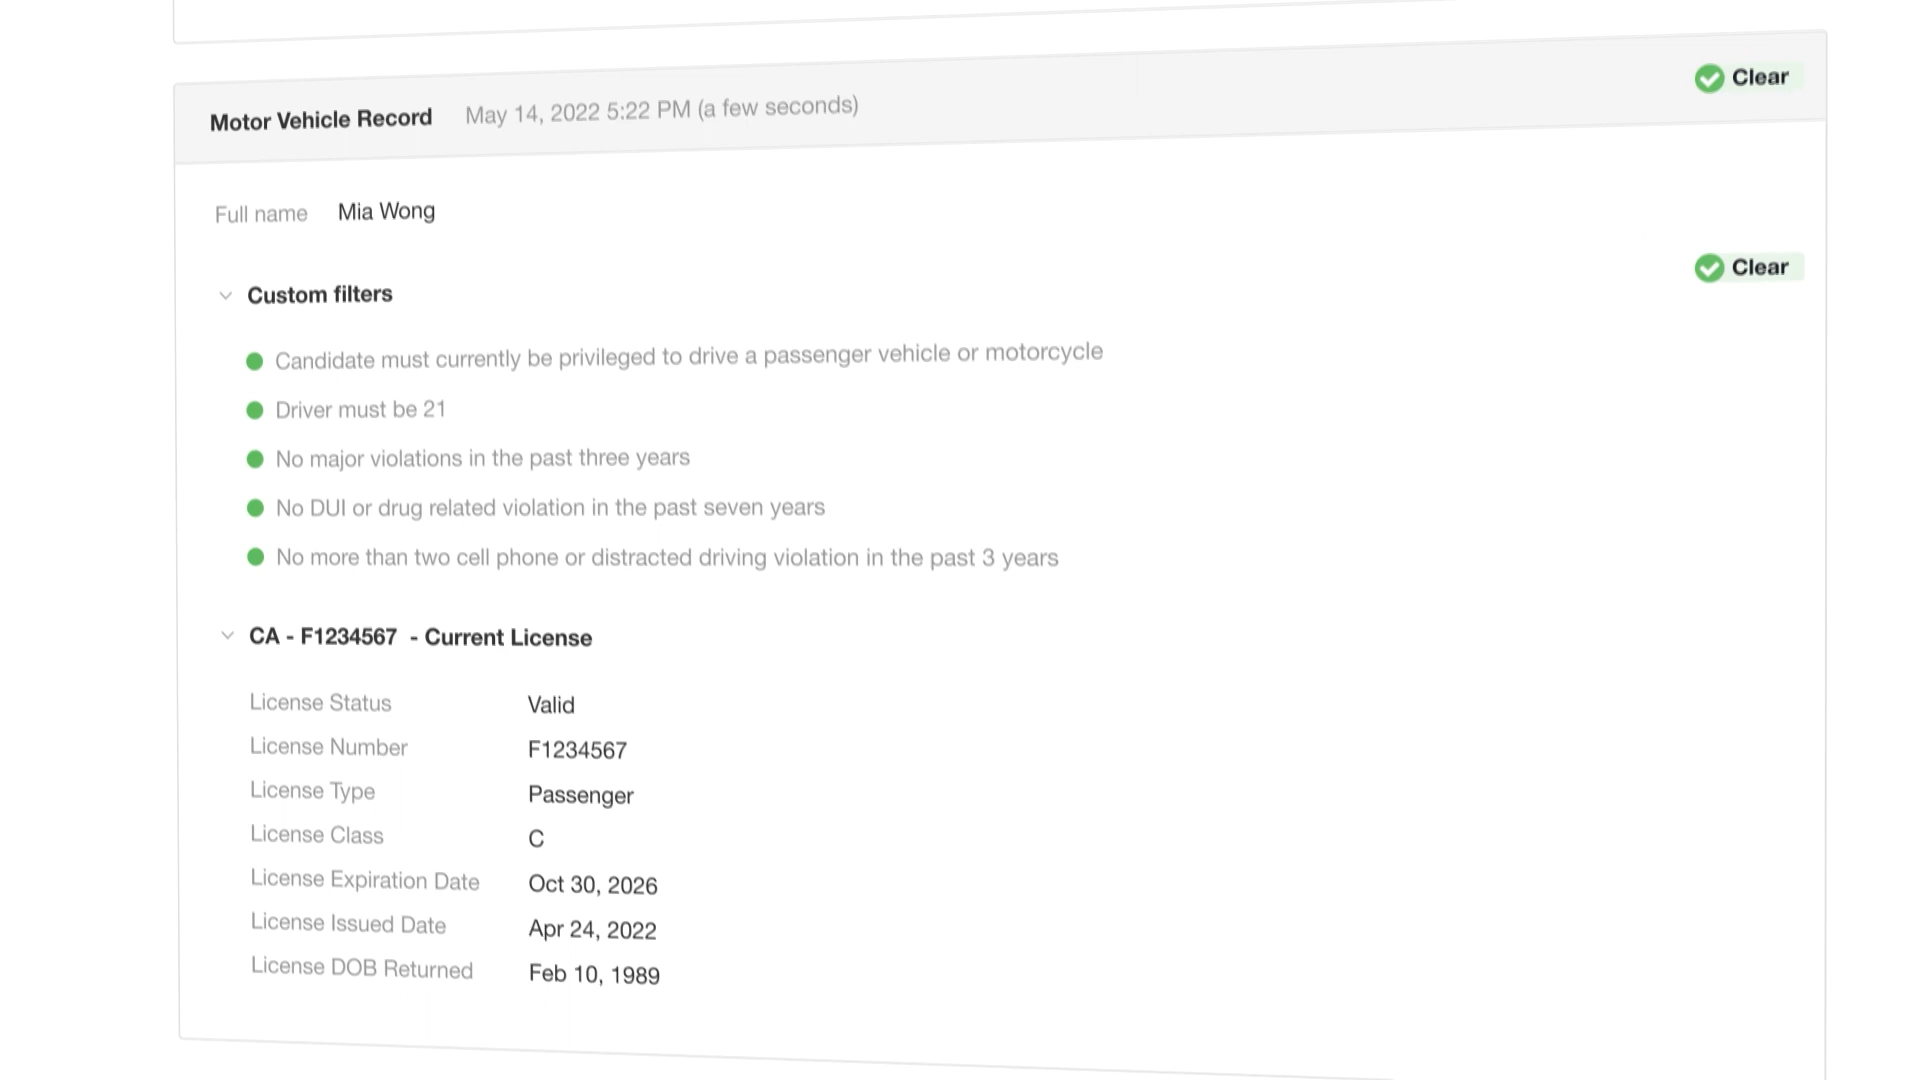 Motor Vehicle Record May 14, 2022 5:22 PM (a few seconds) Clear
Full name Mia Wong
Custom filters Clear
Candidate must currently be privileged to drive a passenger vehicle or motorcycle
Driver must be 21
No major violations in the past three years
No DUI or drug related violation in the past seven years
No more than two cell phone or distracted driving violation in the past 3 years
CA - F1234567 - Current License
License Status Valid
License Number F1234567
License Type Passenger
License Class C
License Expiration Date Oct 30, 2026
License Issued Date Apr 24, 2022
License DOB Returned Feb 10, 1989